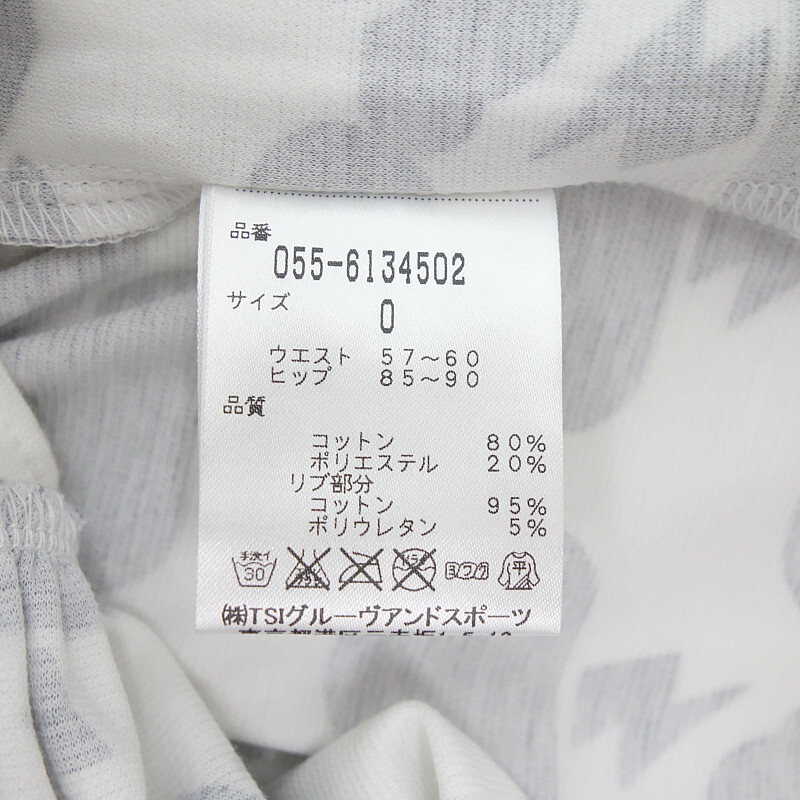 品番
055-6134502
サイズ
0
ウエスト 57～60
ヒップ 85～90
品質
コットン 80%
ポリエステル 20%
リブ部分
コットン 95%
ポリウレタン 5%
手洗イ 30 ヨワク 平
㈱TSIグルーヴアンドスポーツ